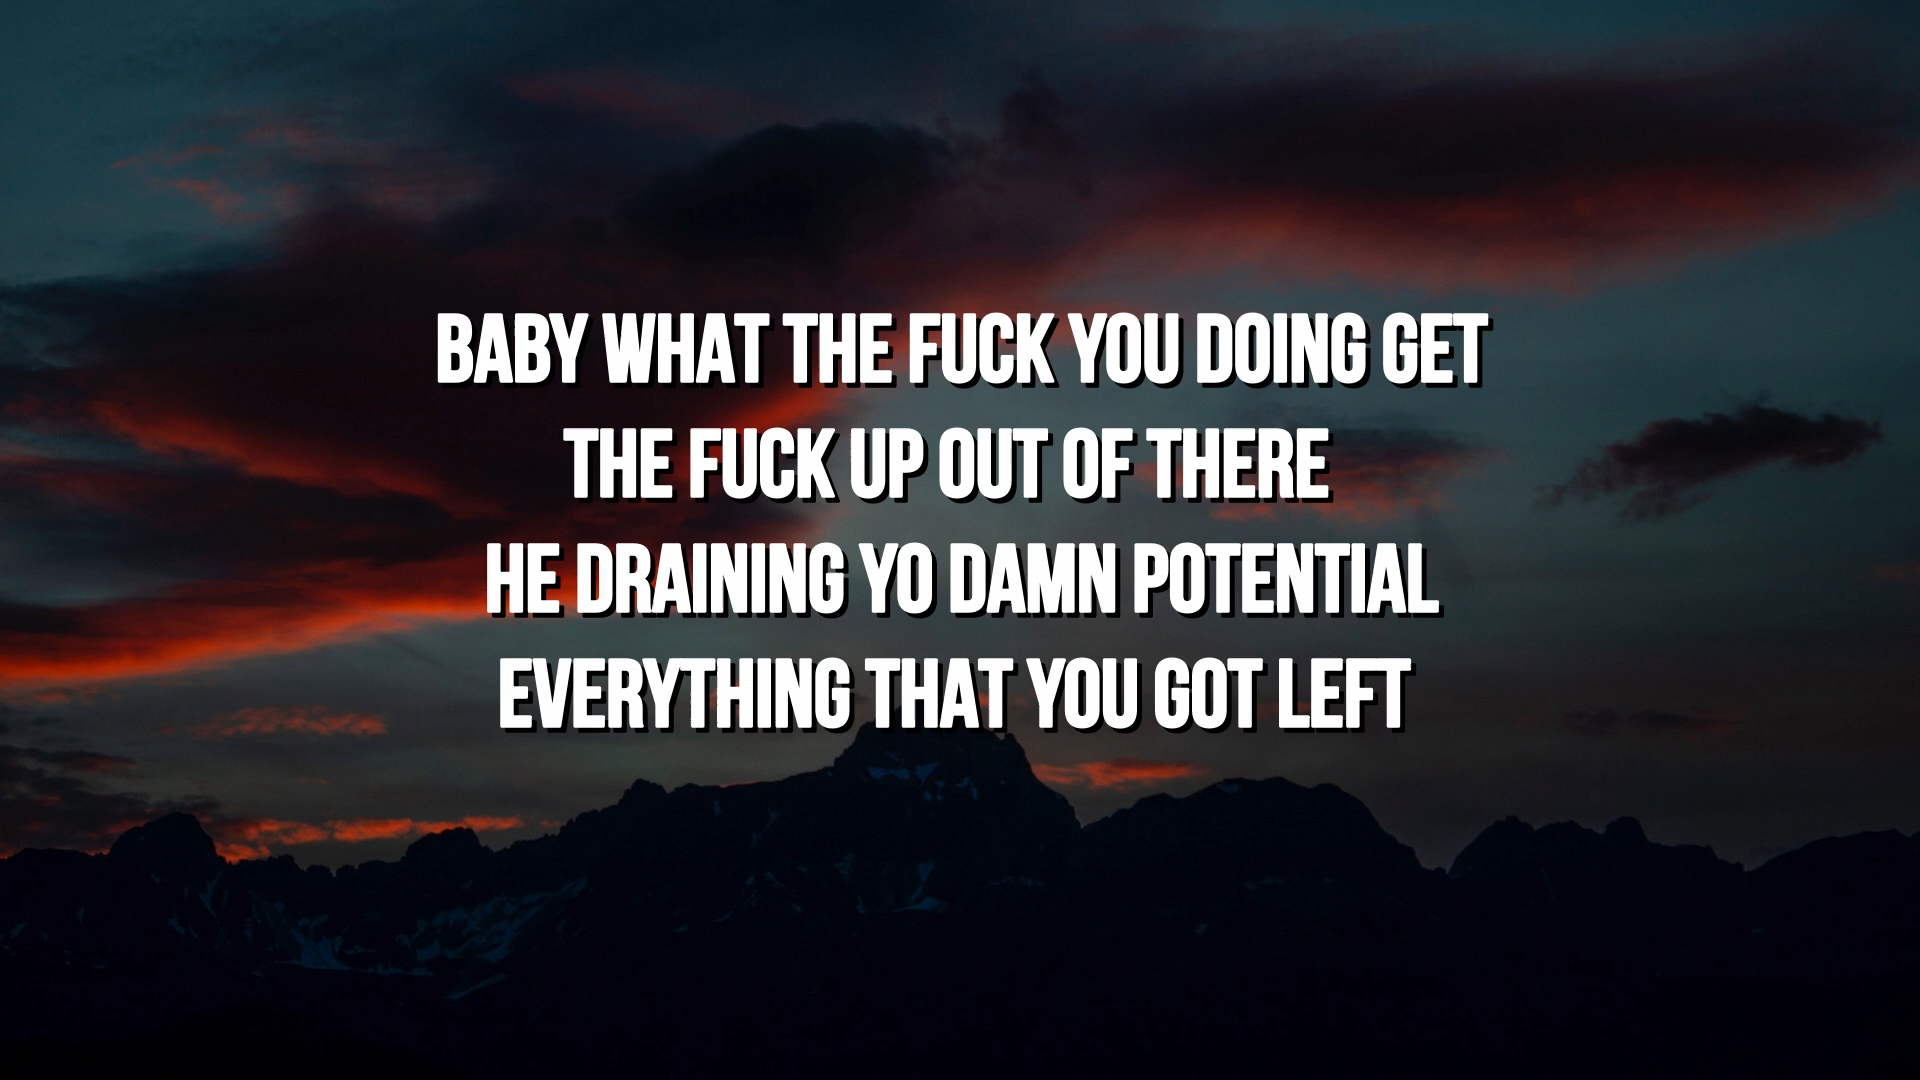 BABY WHAT THE FUCK YOU DOING GET
THE FUCK UP OUT OF THERE
HE DRAINING YO DAMN POTENTIAL
EVERYTHING THAT YOU GOT LEFT